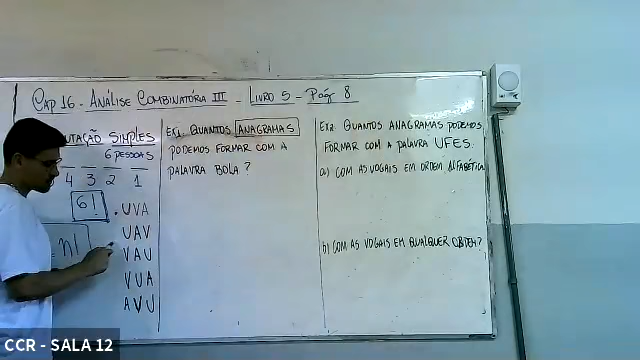 CAP 16 - ANÁLISE COMBINATÓRIA III - LIVRO 5 - PÁG 8
UTAÇÃO SIMPLES
6 PESSOAS
4 3 2 1
6!
n!
. UVA
UAV
VAU
VUA
AVU
EX1. QUANTOS ANAGRAMAS
PODEMOS FORMAR COM A
PALAVRA BOLA?
EX2. QUANTOS ANAGRAMAS PODEMOS
FORMAR COM A PALAVRA UFES.
a) COM AS VOGAIS EM ORDEM ALFABÉTICA
b) COM AS VOGAIS EM QUALQUER ORDEM?
CCR - SALA 12